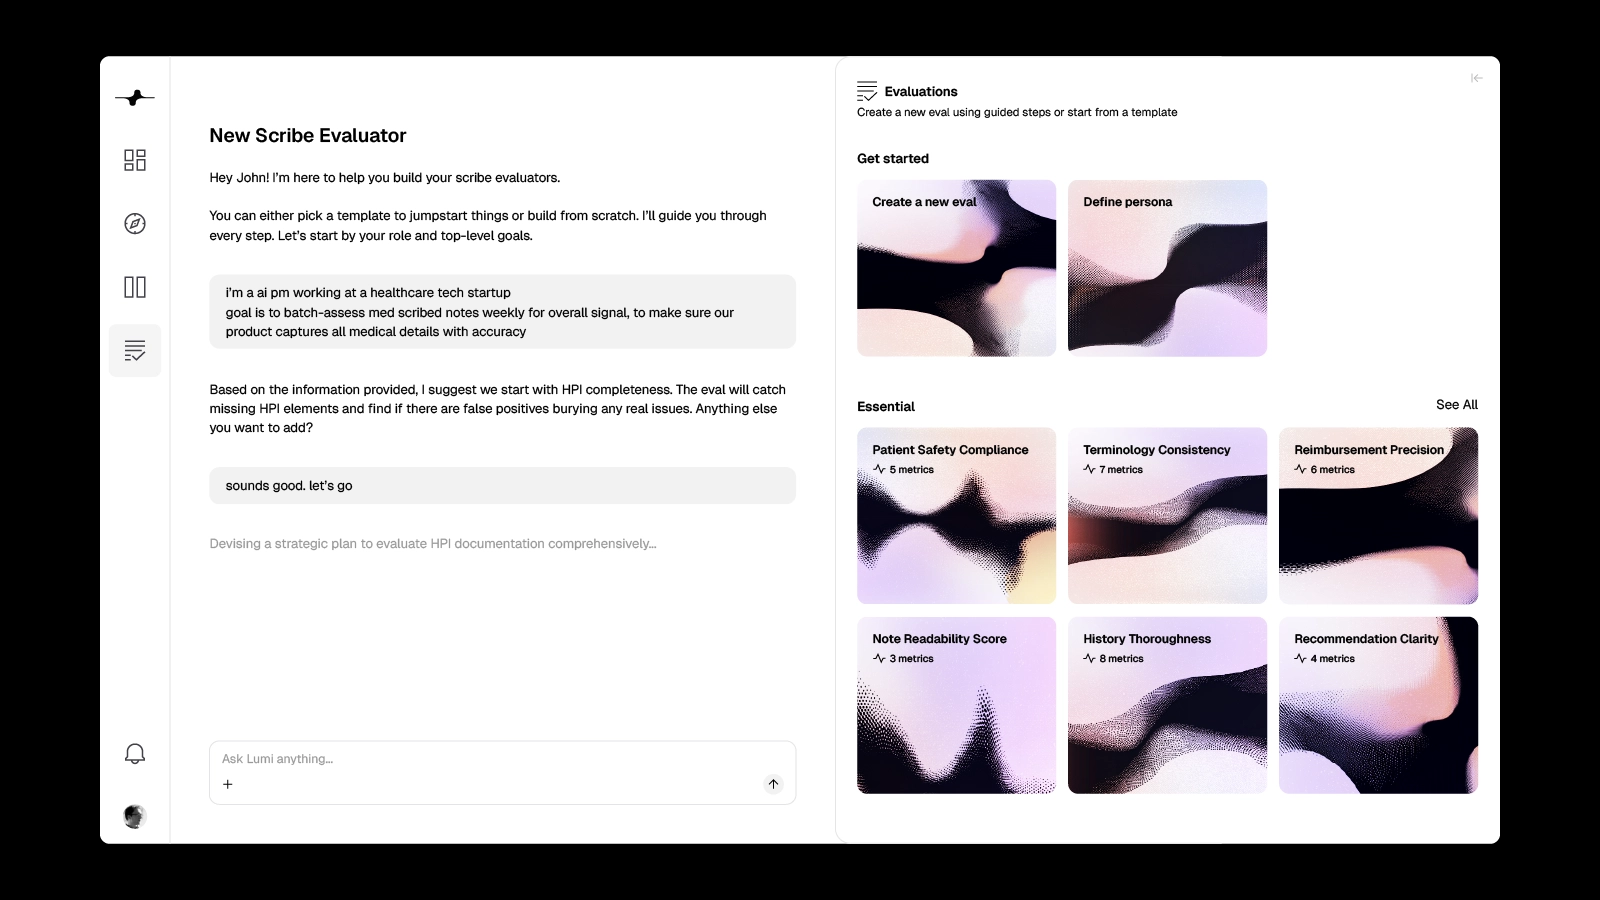 New Scribe Evaluator
Hey John! I'm here to help you build your scribe evaluators.
You can either pick a template to jumpstart things or build from scratch. I'll guide you through
every step. Let's start by your role and top-level goals.
i'm a ai pm working at a healthcare tech startup
goal is to batch-assess med scribed notes weekly for overall signal, to make sure our
product captures all medical details with accuracy
Based on the information provided, I suggest we start with HPI completeness. The eval will catch
missing HPI elements and find if there are false positives burying any real issues. Anything else
you want to add?
sounds good. let's go
Devising a strategic plan to evaluate HPI documentation comprehensively...
Ask Lumi anything...
Evaluations
Create a new eval using guided steps or start from a template
Get started
Create a new eval
Define persona
Essential
See All
Patient Safety Compliance
5 metrics
Terminology Consistency
7 metrics
Reimbursement Precision
6 metrics
Note Readability Score
3 metrics
History Thoroughness
8 metrics
Recommendation Clarity
4 metrics